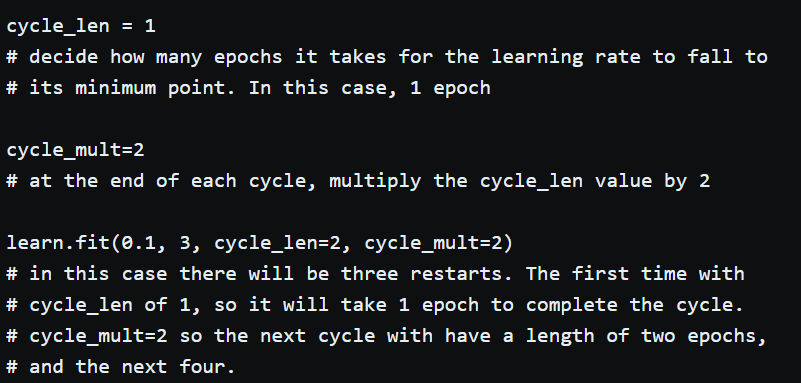 cycle_len = 1
# decide how many epochs it takes for the learning rate to fall to
# its minimum point. In this case, 1 epoch
cycle_mult=2
# at the end of each cycle, multiply the cycle_len value by 2
learn.fit(0.1, 3, cycle_len=2, cycle_mult=2)
# in this case there will be three restarts. The first time with
# cycle_len of 1, so it will take 1 epoch to complete the cycle.
# cycle_mult=2 so the next cycle with have a length of two epochs,
# and the next four.